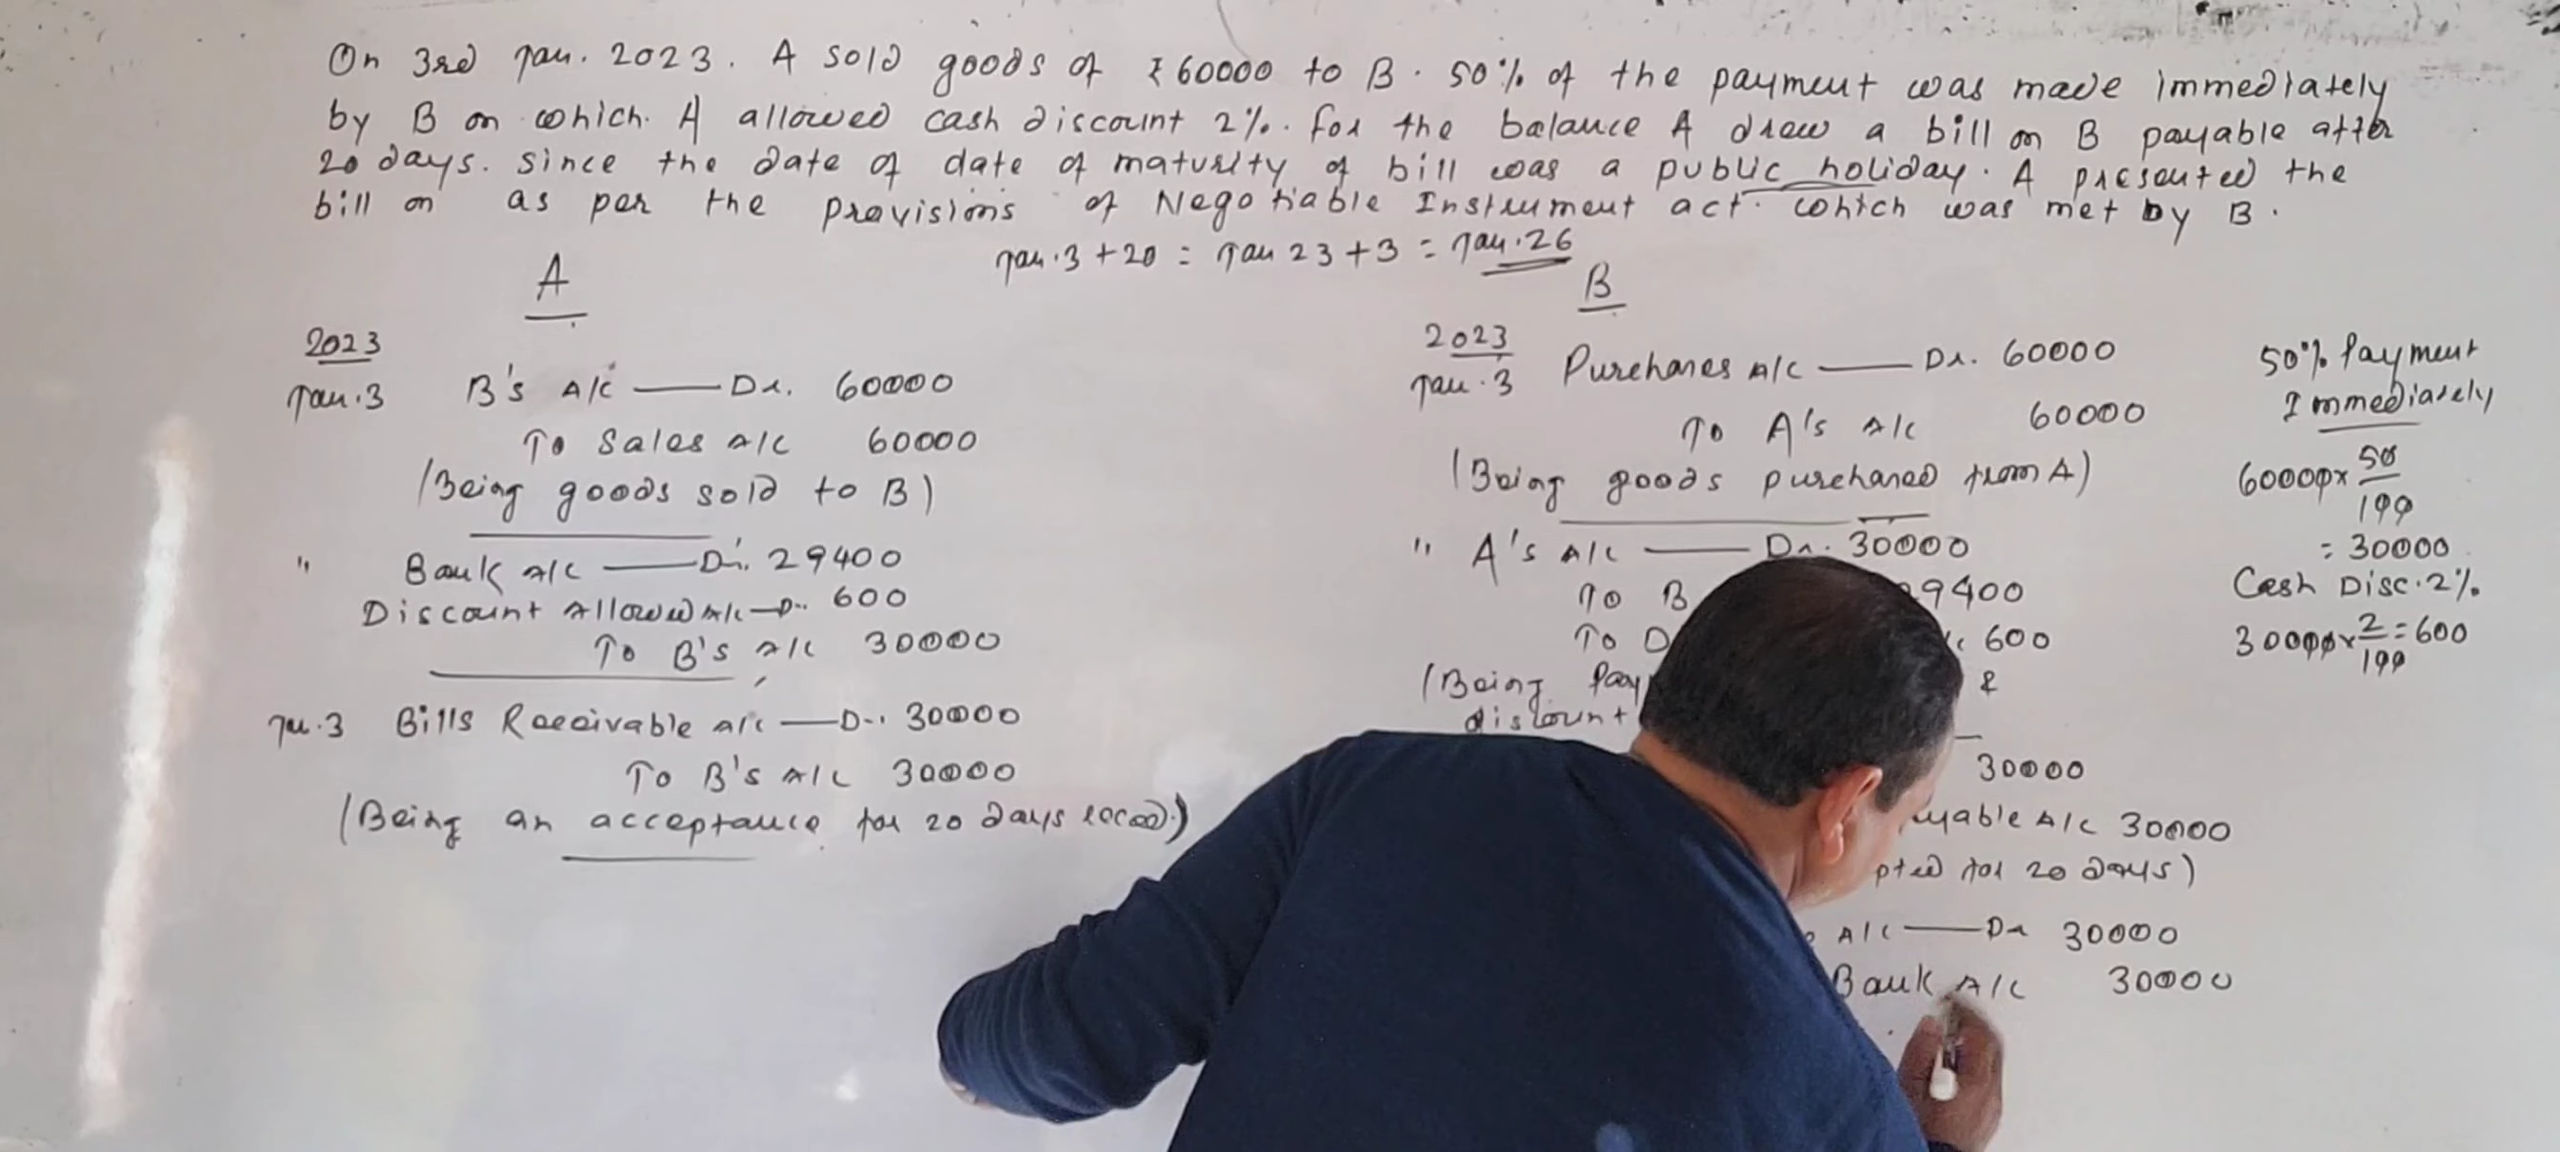 On 3rd Jan. 2023. A sold goods of ₹60000 to B. 50% of the payment was made immediately
by B on which. A allowed cash discount 2%. for the balance A drew a bill on B payable after
20 days. since the date of date of maturity of bill was a public holiday. A presented the
bill on as per the provisions of Negotiable Instrument act. which was met by B.
Jan.3 + 20 = Jan 23 + 3 = Jan.26
A
2023
Jan.3 B's A/c — Dr. 60000
To Sales A/c 60000
(Being goods sold to B)
" Bank A/c — Dr. 29400
Discount Allowed A/c — Dr. 600
To B's A/c 30000
Jan.3 Bills Receivable A/c — Dr. 30000
To B's A/c 30000
(Being an acceptance for 20 days recd.)
B
2023
Jan.3 Purchases A/c — Dr. 60000
To A's A/c 60000
(Being goods purchased from A)
" A's A/c — Dr. 30000
To B 9400
To D 600
(Being Pay &
discount
30000
yable A/c 30000
pted for 20 days)
A/c — Dr 30000
Bank A/c 30000
50% Payment
Immediately
60000 x 50/100
= 30000
Cash Disc. 2%
30000 x 2/100 = 600